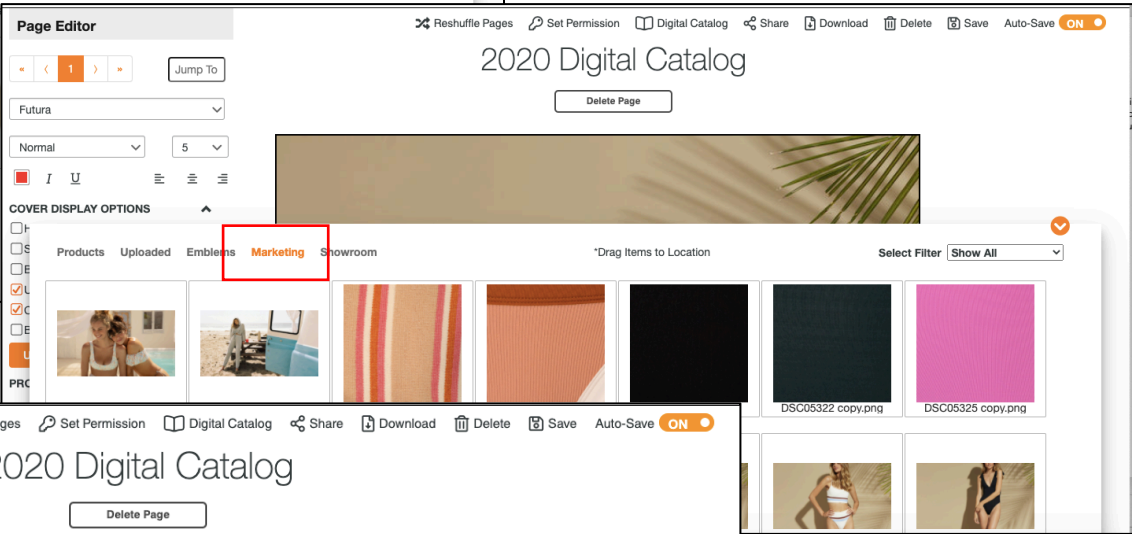 Page Editor
Reshuffle Pages Set Permission Digital Catalog Share Download Delete Save Auto-Save ON
« < 1 > » Jump To
2020 Digital Catalog
Delete Page
Futura
Normal 5
I U
COVER DISPLAY OPTIONS
Products Uploaded Emblems Marketing Showroom *Drag Items to Location Select Filter Show All
DSC05322 copy.png DSC05325 copy.png
Set Permission Digital Catalog Share Download Delete Save Auto-Save ON
2020 Digital Catalog
Delete Page